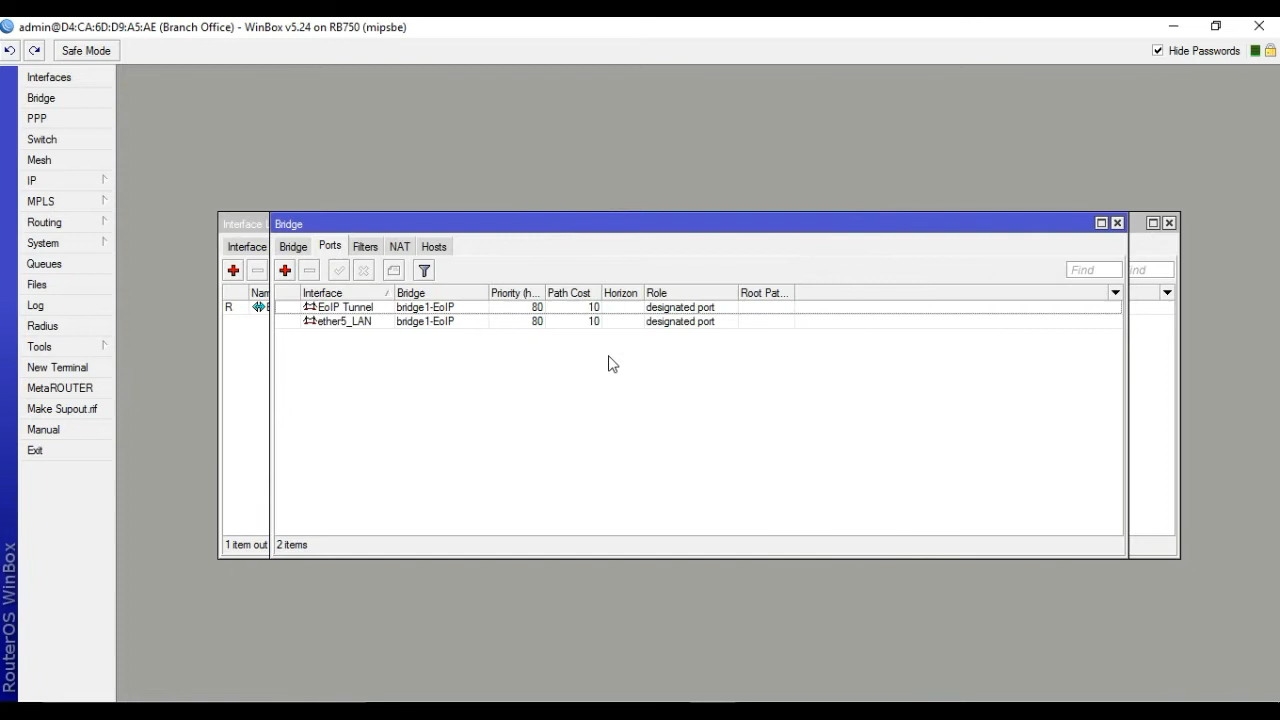 admin@D4:CA:6D:D9:A5:AE (Branch Office) - WinBox v5.24 on RB750 (mipsbe)
Safe Mode
Hide Passwords
Interfaces
Bridge
PPP
Switch
Mesh
IP
MPLS
Routing
System
Queues
Files
Log
Radius
Tools
New Terminal
MetaROUTER
Make Supout.rif
Manual
Exit
RouterOS WinBox
Interface
Bridge
Interface
Bridge Ports Filters NAT Hosts
Find
ind
Nam
Interface Bridge Priority (h... Path Cost Horizon Role Root Pat...
R
EoIP Tunnel bridge1-EoIP 80 10 designated port
ether5_LAN bridge1-EoIP 80 10 designated port
1 item out
2 items